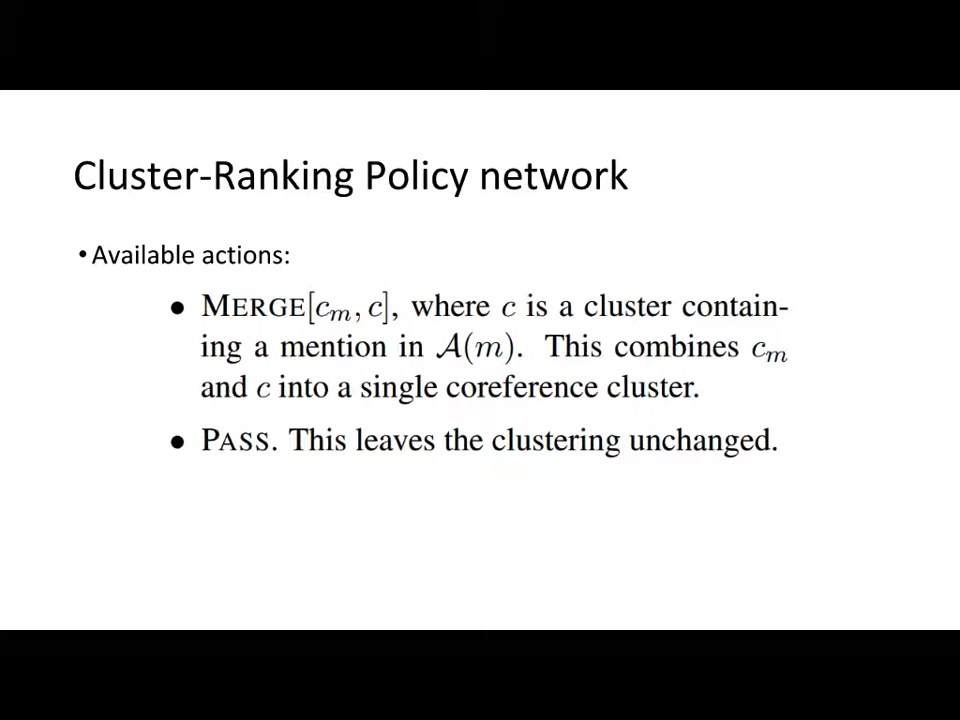 Cluster-Ranking Policy network
• Available actions:
• MERGE[cₘ, c], where c is a cluster contain-
ing a mention in 𝒜(m). This combines cₘ
and c into a single coreference cluster.
• PASS. This leaves the clustering unchanged.